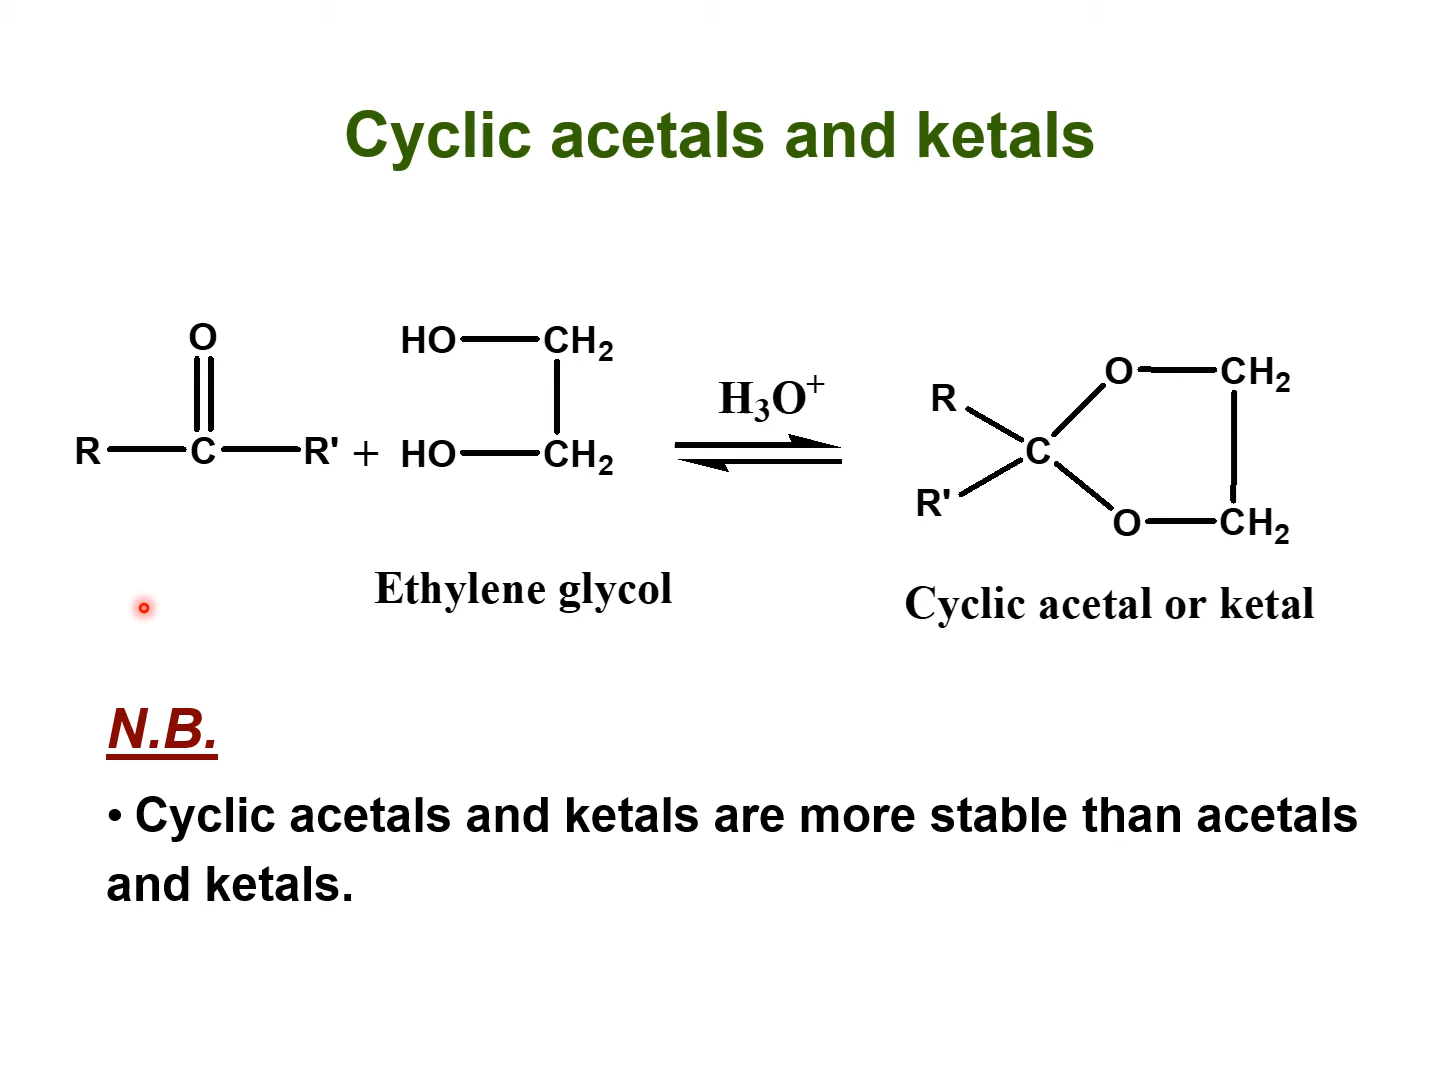 Cyclic acetals and ketals
O
R C R' + HO CH2
HO CH2
H3O+
R O CH2
C
R' O CH2
Ethylene glycol
Cyclic acetal or ketal
N.B.
• Cyclic acetals and ketals are more stable than acetals
and ketals.